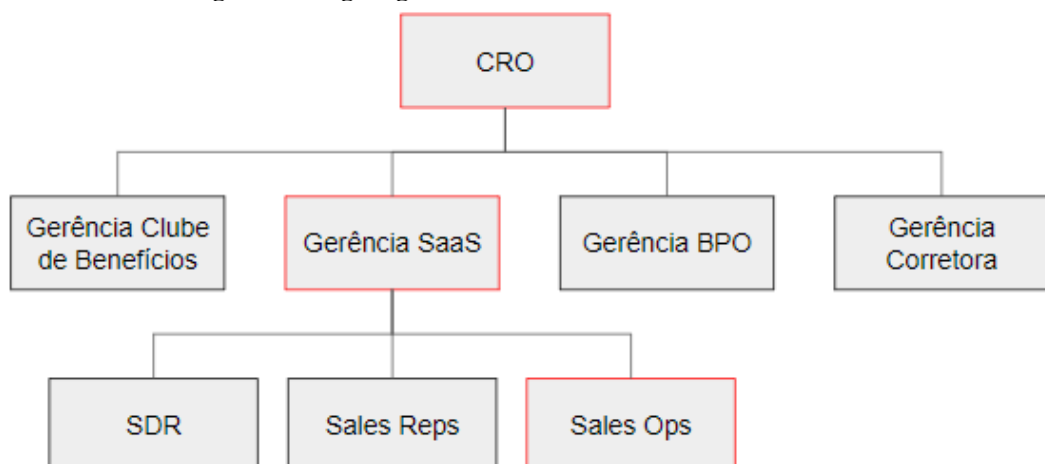 CRO
Gerência Clube
de Benefícios
Gerência SaaS
Gerência BPO
Gerência
Corretora
SDR
Sales Reps
Sales Ops